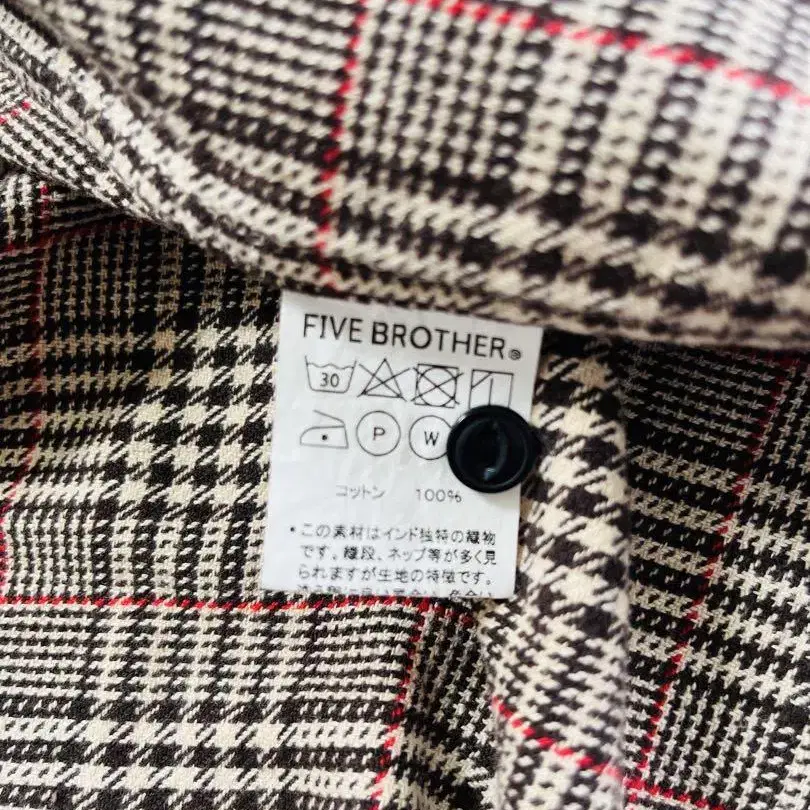 FIVE BROTHER®
30
P W
コットン 100%
・この素材はインド独特の織物
です。織段、ネップ等が多く見
られますが生地の特徴です。